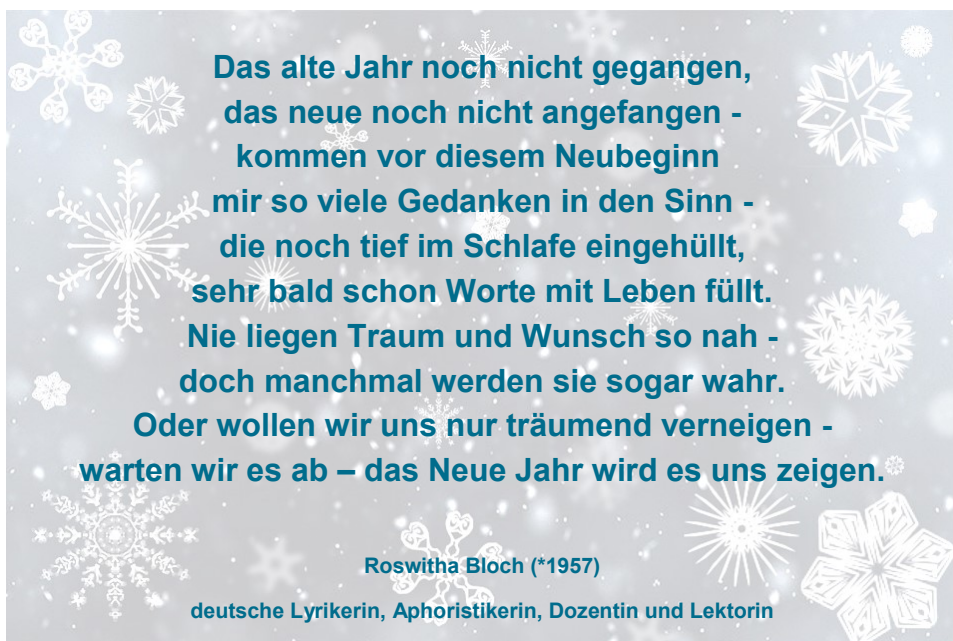 Das alte Jahr noch nicht gegangen,
das neue noch nicht angefangen -
kommen vor diesem Neubeginn
mir so viele Gedanken in den Sinn -
die noch tief im Schlafe eingehüllt,
sehr bald schon Worte mit Leben füllt.
Nie liegen Traum und Wunsch so nah -
doch manchmal werden sie sogar wahr.
Oder wollen wir uns nur träumend verneigen -
warten wir es ab – das Neue Jahr wird es uns zeigen.
Roswitha Bloch (*1957)
deutsche Lyrikerin, Aphoristikerin, Dozentin und Lektorin